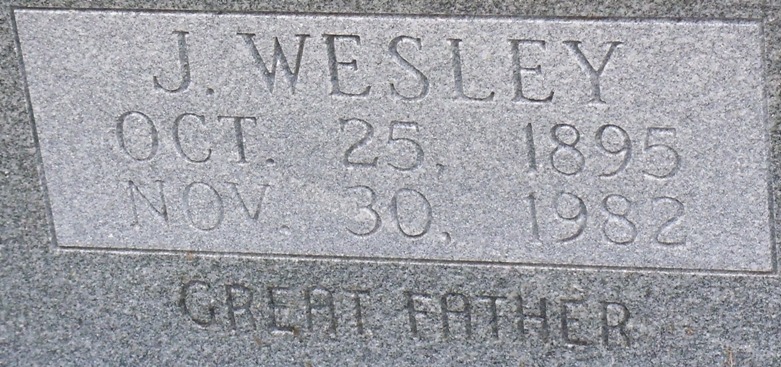 J. WESLEY
OCT. 25, 1895
NOV. 30, 1982
GREAT FATHER